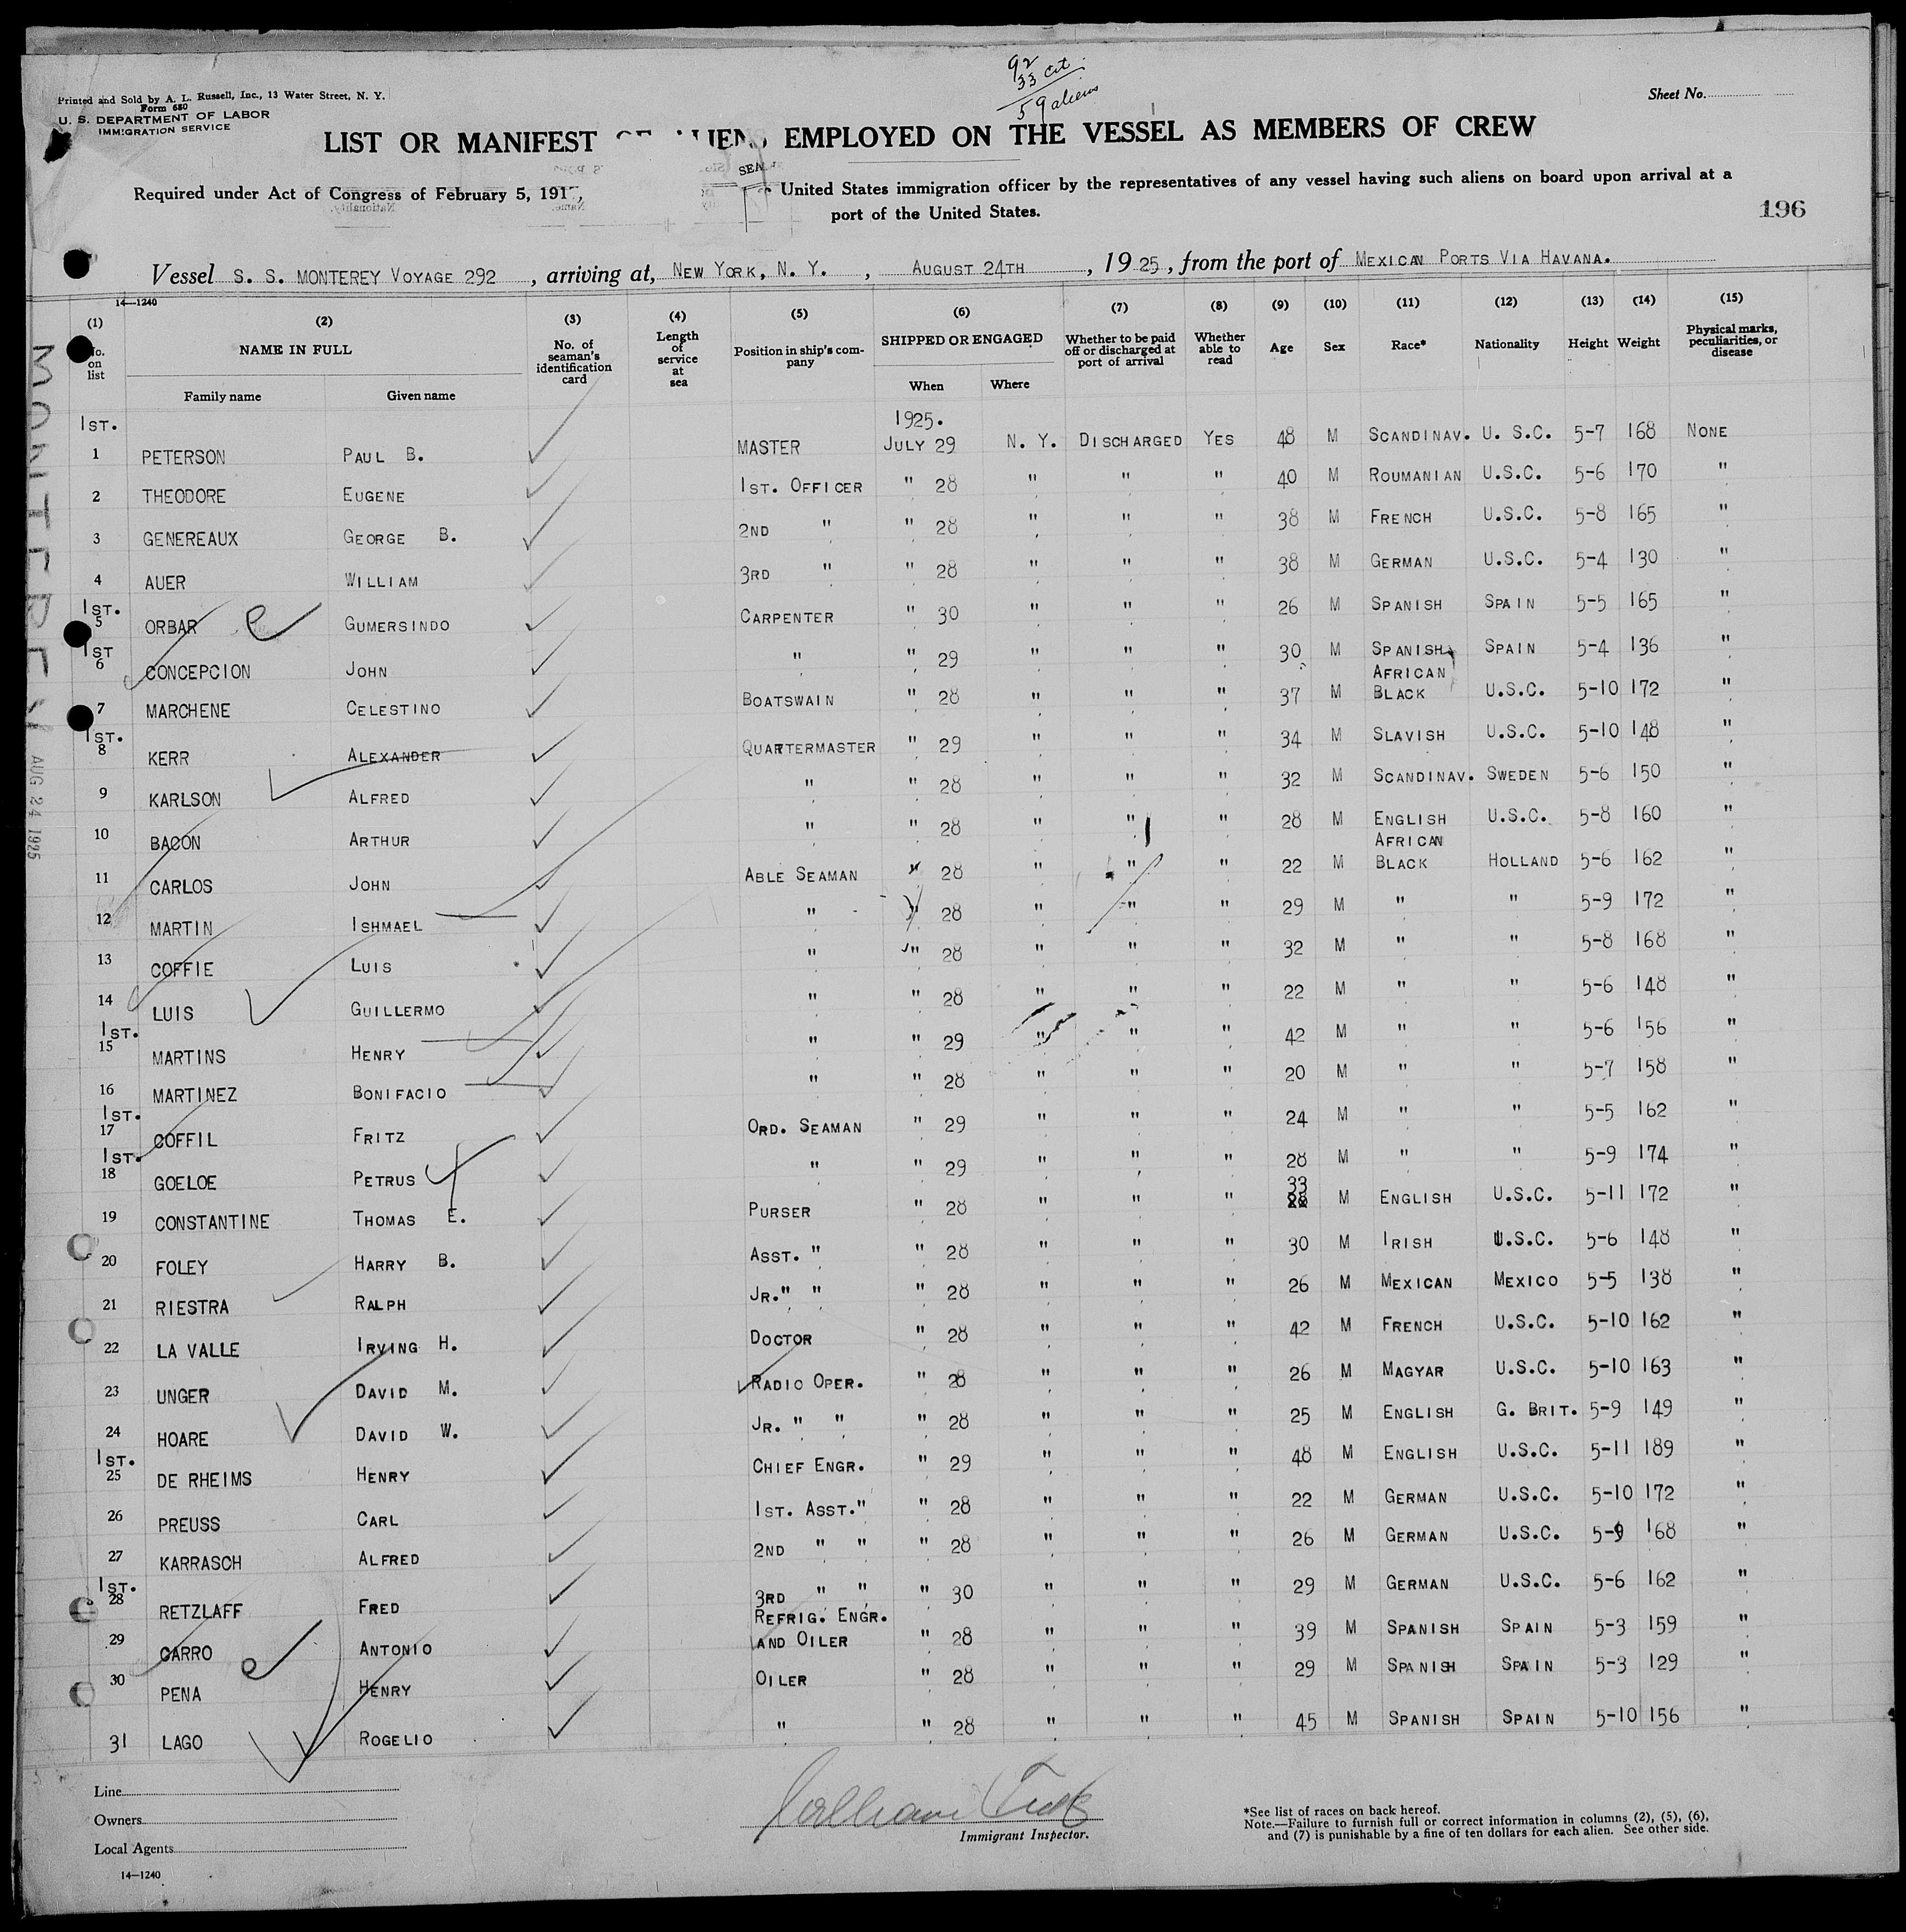 92
33 cit
59 aliens
Printed and Sold by A. L. Russell, Inc., 13 Water Street, N. Y.
Form 680
U. S. DEPARTMENT OF LABOR
IMMIGRATION SERVICE
Sheet No.
LIST OR MANIFEST OF ALIENS EMPLOYED ON THE VESSEL AS MEMBERS OF CREW
Required under Act of Congress of February 5, 1917, United States immigration officer by the representatives of any vessel having such aliens on board upon arrival at a
port of the United States.
196
Vessel S. S. MONTEREY VOYAGE 292, arriving at, NEW YORK, N. Y., AUGUST 24TH, 1925, from the port of MEXICAN PORTS VIA HAVANA.
14-1240
(1) (2) (3) (4) (5) (6) (7) (8) (9) (10) (11) (12) (13) (14) (15)
No. on list NAME IN FULL No. of seaman's identification card Length of service at sea Position in ship's company SHIPPED OR ENGAGED Whether to be paid off or discharged at port of arrival Whether able to read Age Sex Race* Nationality Height Weight Physical marks, peculiarities, or disease
Family name Given name When Where
MONTEREY
AUG 24 1925
1ST. 1925.
1 PETERSON PAUL B. MASTER JULY 29 N. Y. DISCHARGED YES 48 M SCANDINAV. U. S.C. 5-7 168 NONE
2 THEODORE EUGENE 1ST. OFFICER " 28 " " " 40 M ROUMANIAN U.S.C. 5-6 170 "
3 GENEREAUX GEORGE B. 2ND " " 28 " " " 38 M FRENCH U.S.C. 5-8 165 "
4 AUER WILLIAM 3RD " " 28 " " " 38 M GERMAN U.S.C. 5-4 130 "
1ST.
5 ORBAR GUMERSINDO CARPENTER " 30 " " " 26 M SPANISH SPAIN 5-5 165 "
1ST
6 CONCEPCION JOHN " " 29 " " " 30 M SPANISH SPAIN 5-4 136 "
AFRICAN
7 MARCHENE CELESTINO BOATSWAIN " 28 " " " 37 M BLACK U.S.C. 5-10 172 "
1ST.
8 KERR ALEXANDER QUARTERMASTER " 29 " " " 34 M SLAVISH U.S.C. 5-10 148 "
9 KARLSON ALFRED " " 28 " " " 32 M SCANDINAV. SWEDEN 5-6 150 "
10 BACON ARTHUR " " 28 " " " 28 M ENGLISH U.S.C. 5-8 160 "
AFRICAN
11 CARLOS JOHN ABLE SEAMAN " 28 " " " 22 M BLACK HOLLAND 5-6 162 "
12 MARTIN ISHMAEL " " 28 " " " 29 M " " 5-9 172 "
13 COFFIE LUIS " " 28 " " " 32 M " " 5-8 168 "
14 LUIS GUILLERMO " " 28 " " " 22 M " " 5-6 148 "
1ST.
15 MARTINS HENRY " " 29 " " " 42 M " " 5-6 156 "
16 MARTINEZ BONIFACIO " " 28 " " " 20 M " " 5-7 158 "
1ST.
17 COFFIL FRITZ ORD. SEAMAN " 29 " " " 24 M " " 5-5 162 "
1ST.
18 GOELOE PETRUS " " 29 " " " 28 M " " 5-9 174 "
33
19 CONSTANTINE THOMAS E. PURSER " 28 " " " M ENGLISH U.S.C. 5-11 172 "
20 FOLEY HARRY B. ASST. " " 28 " " " 30 M IRISH U.S.C. 5-6 148 "
21 RIESTRA RALPH JR. " " " 28 " " " 26 M MEXICAN MEXICO 5-5 138 "
22 LA VALLE IRVING H. DOCTOR " 28 " " " 42 M FRENCH U.S.C. 5-10 162 "
23 UNGER DAVID M. RADIO OPER. " 28 " " " 26 M MAGYAR U.S.C. 5-10 163 "
24 HOARE DAVID W. JR. " " " 28 " " " 25 M ENGLISH G. BRIT. 5-9 149 "
1ST.
25 DE RHEIMS HENRY CHIEF ENGR. " 29 " " " 48 M ENGLISH U.S.C. 5-11 189 "
26 PREUSS CARL 1ST. ASST." " 28 " " " 22 M GERMAN U.S.C. 5-10 172 "
27 KARRASCH ALFRED 2ND " " " 28 " " " 26 M GERMAN U.S.C. 5-9 168 "
1ST.
28 RETZLAFF FRED 3RD " " " 30 " " " 29 M GERMAN U.S.C. 5-6 162 "
REFRIG. ENGR.
29 CARRO ANTONIO AND OILER " 28 " " " 39 M SPANISH SPAIN 5-3 159 "
30 PENA HENRY OILER " 28 " " " 29 M SPANISH SPAIN 5-3 129 "
31 LAGO ROGELIO " " 28 " " " 45 M SPANISH SPAIN 5-10 156 "
Line
Owners
Local Agents
14-1240
William
Immigrant Inspector.
*See list of races on back hereof.
Note.—Failure to furnish full or correct information in columns (2), (5), (6),
and (7) is punishable by a fine of ten dollars for each alien. See other side.